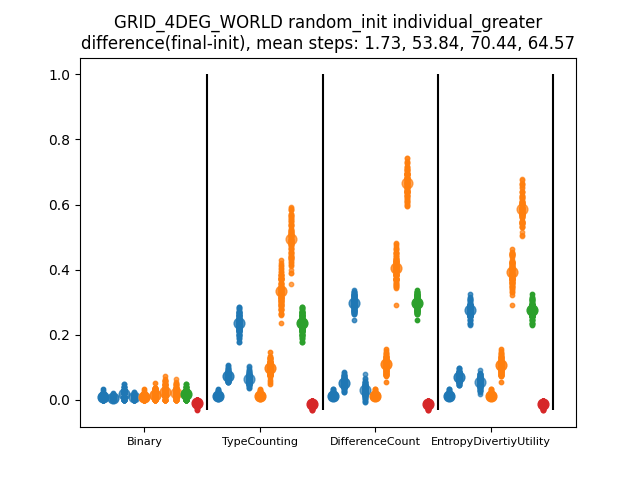 GRID_4DEG_WORLD random_init individual_greater
difference(final-init), mean steps: 1.73, 53.84, 70.44, 64.57
1.0
0.8
0.6
0.4
0.2
0.0
Binary TypeCounting DifferenceCount EntropyDivertiyUtility